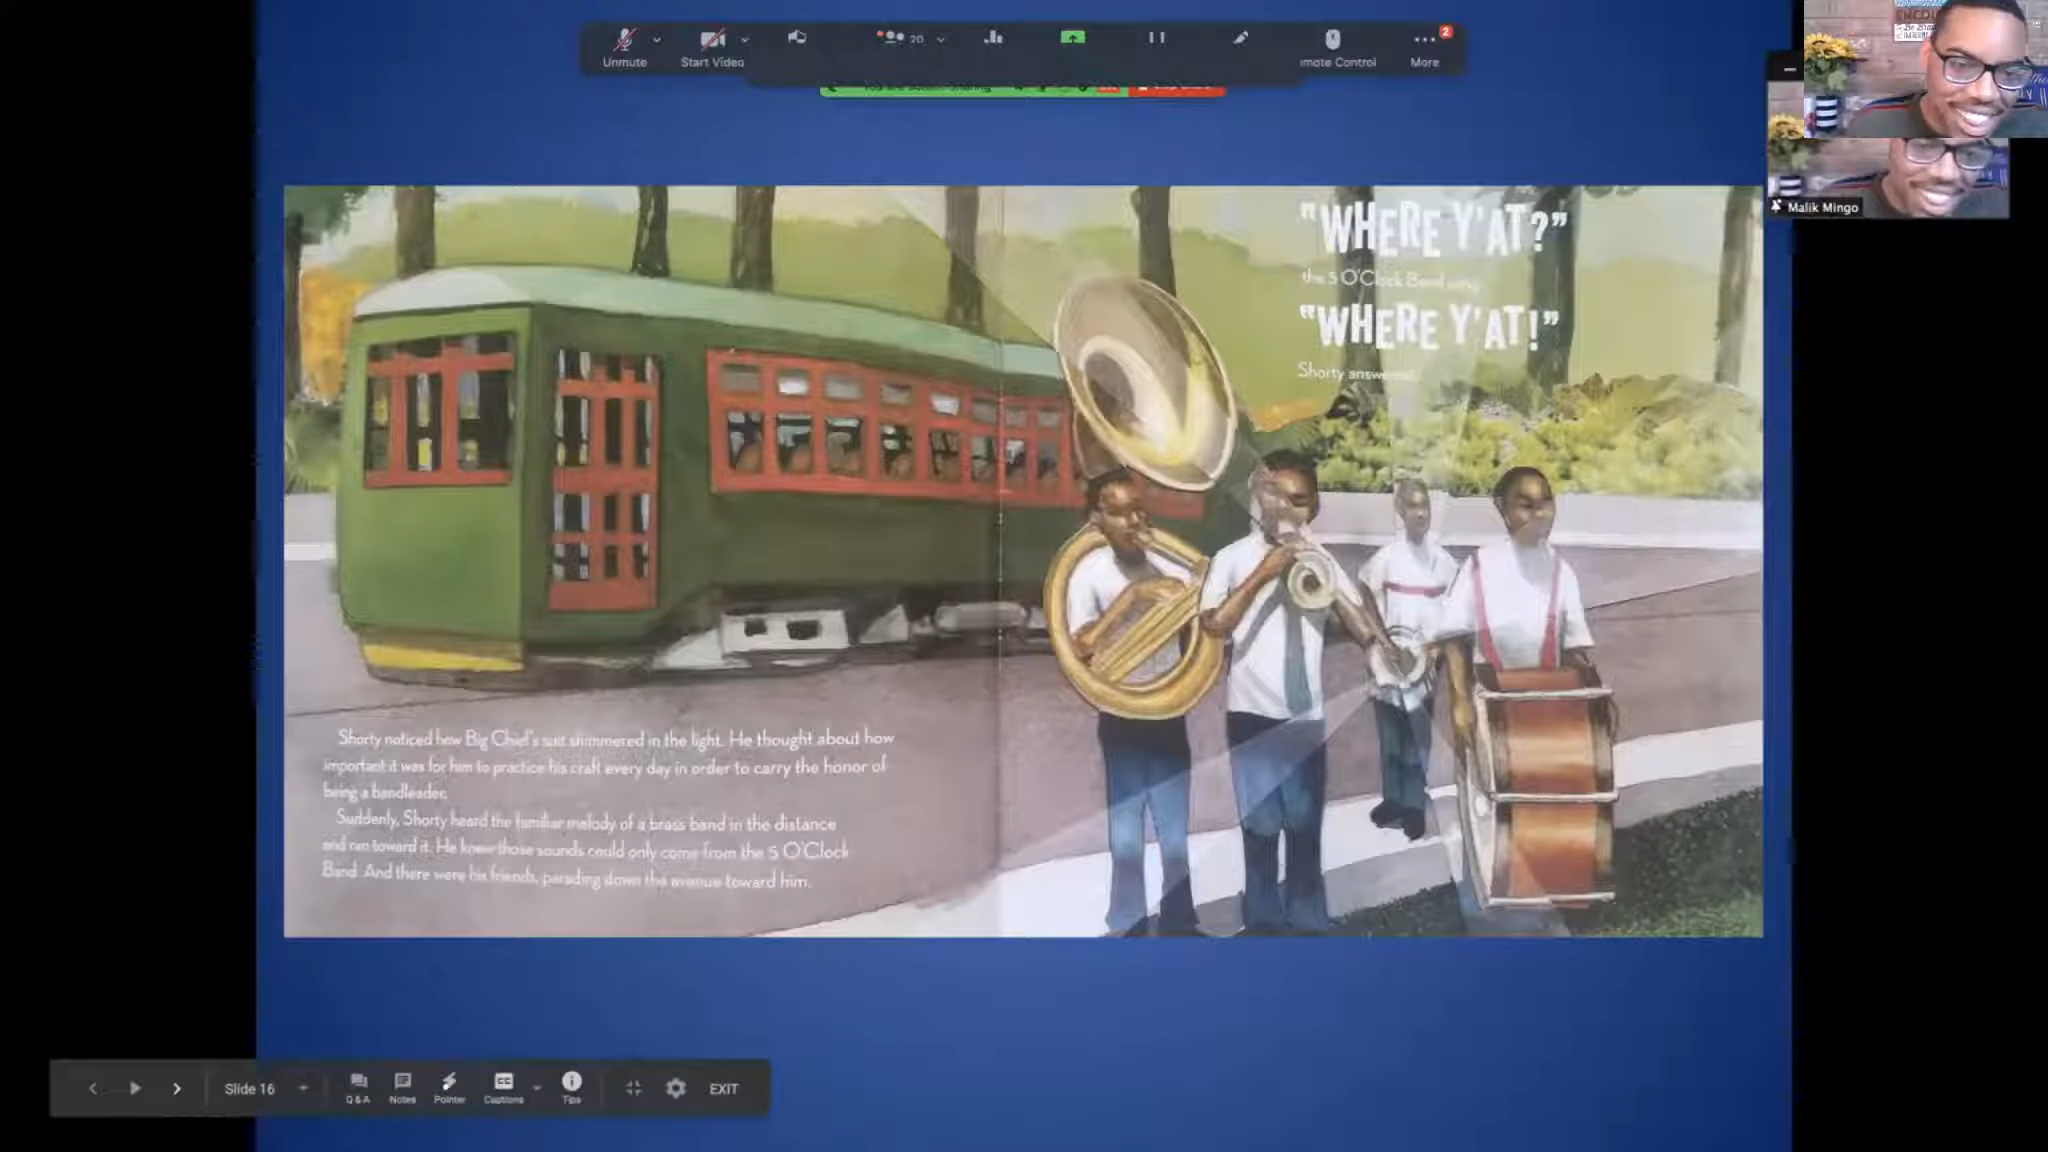 Unmute
Start Video
20
mote Control
More
2
Malik Mingo
"WHERE Y'AT?"
the 5 O'Clock Band sang.
"WHERE Y'AT!"
Shorty answered.
Shorty noticed how Big Chief's suit shimmered in the light. He thought about how
important it was for him to practice his craft every day in order to carry the honor of
being a bandleader.
Suddenly, Shorty heard the familiar melody of a brass band in the distance
and ran toward it. He knew those sounds could only come from the 5 O'Clock
Band. And there were his friends, parading down the avenue toward him.
Slide 16
Q & A
Notes
Pointer
CC
Captions
Tips
EXIT